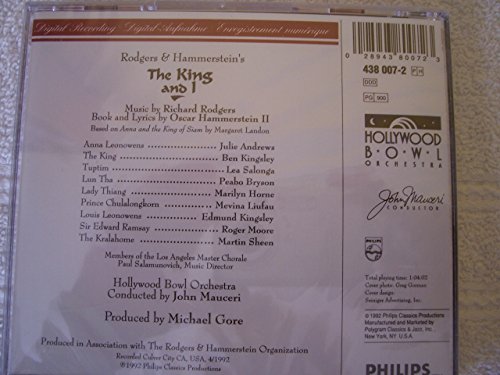 Digital Recording · Digital Aufnahme · Enregistrement numérique
Rodgers & Hammerstein's
The King
and I
Music by Richard Rodgers
Book and Lyrics by Oscar Hammerstein II
Based on Anna and the King of Siam by Margaret Landon
Anna Leonowens Julie Andrews
The King Ben Kingsley
Tuptim Lea Salonga
Lun Tha Peabo Bryson
Lady Thiang Marilyn Horne
Prince Chulalongkorn Mevina Liufau
Louis Leonowens Edmund Kingsley
Sir Edward Ramsay Roger Moore
The Kralahome Martin Sheen
Members of the Los Angeles Master Chorale
Paul Salamunovich, Music Director
Hollywood Bowl Orchestra
Conducted by John Mauceri
Produced by Michael Gore
Produced in Association with The Rodgers & Hammerstein Organization
Recorded Culver City CA, USA, 4/1992
℗1992 Philips Classics Productions
0 28943 80072 3
438 007-2 PH
DDD
PG 900
HOLLYWOOD
BOWL
ORCHESTRA
John Mauceri
CONDUCTOR
PHILIPS
Total playing time: 1:04:02
Cover photo: Greg Gorman
Cover design:
Seiniger Advertising, Inc.
© 1992 Philips Classics Productions
Manufactured and Marketed by
Polygram Classics & Jazz, Inc.
New York, NY U.S.A.
PHILIPS